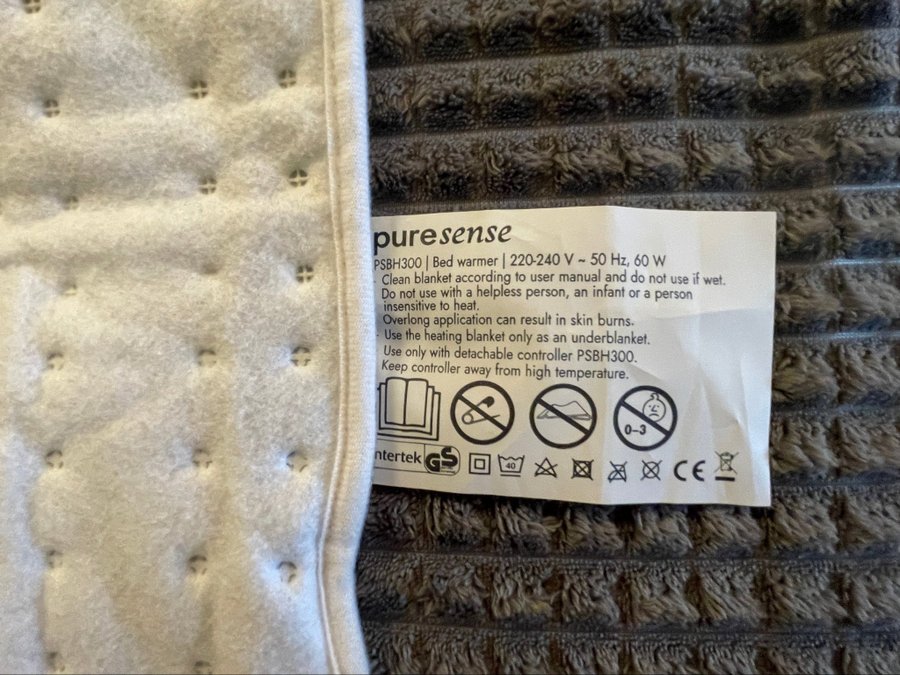 puresense
PSBH300 | Bed warmer | 220-240 V ~ 50 Hz, 60 W
- Clean blanket according to user manual and do not use if wet.
Do not use with a helpless person, an infant or a person
insensitive to heat.
Overlong application can result in skin burns.
- Use the heating blanket only as an underblanket.
Use only with detachable controller PSBH300.
Keep controller away from high temperature.
0-3
ntertek GS 40 CE